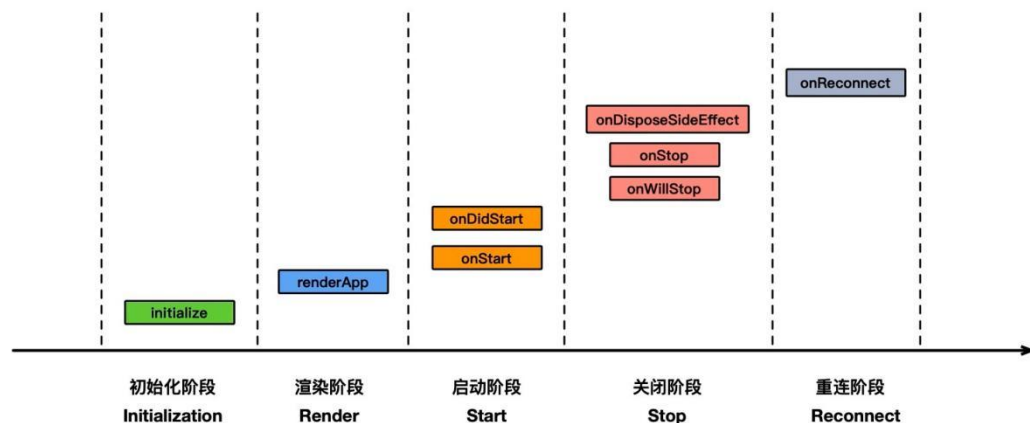 onReconnect
onDisposeSideEffect
onStop
onWillStop
onDidStart
onStart
renderApp
initialize
初始化阶段
Initialization
渲染阶段
Render
启动阶段
Start
关闭阶段
Stop
重连阶段
Reconnect